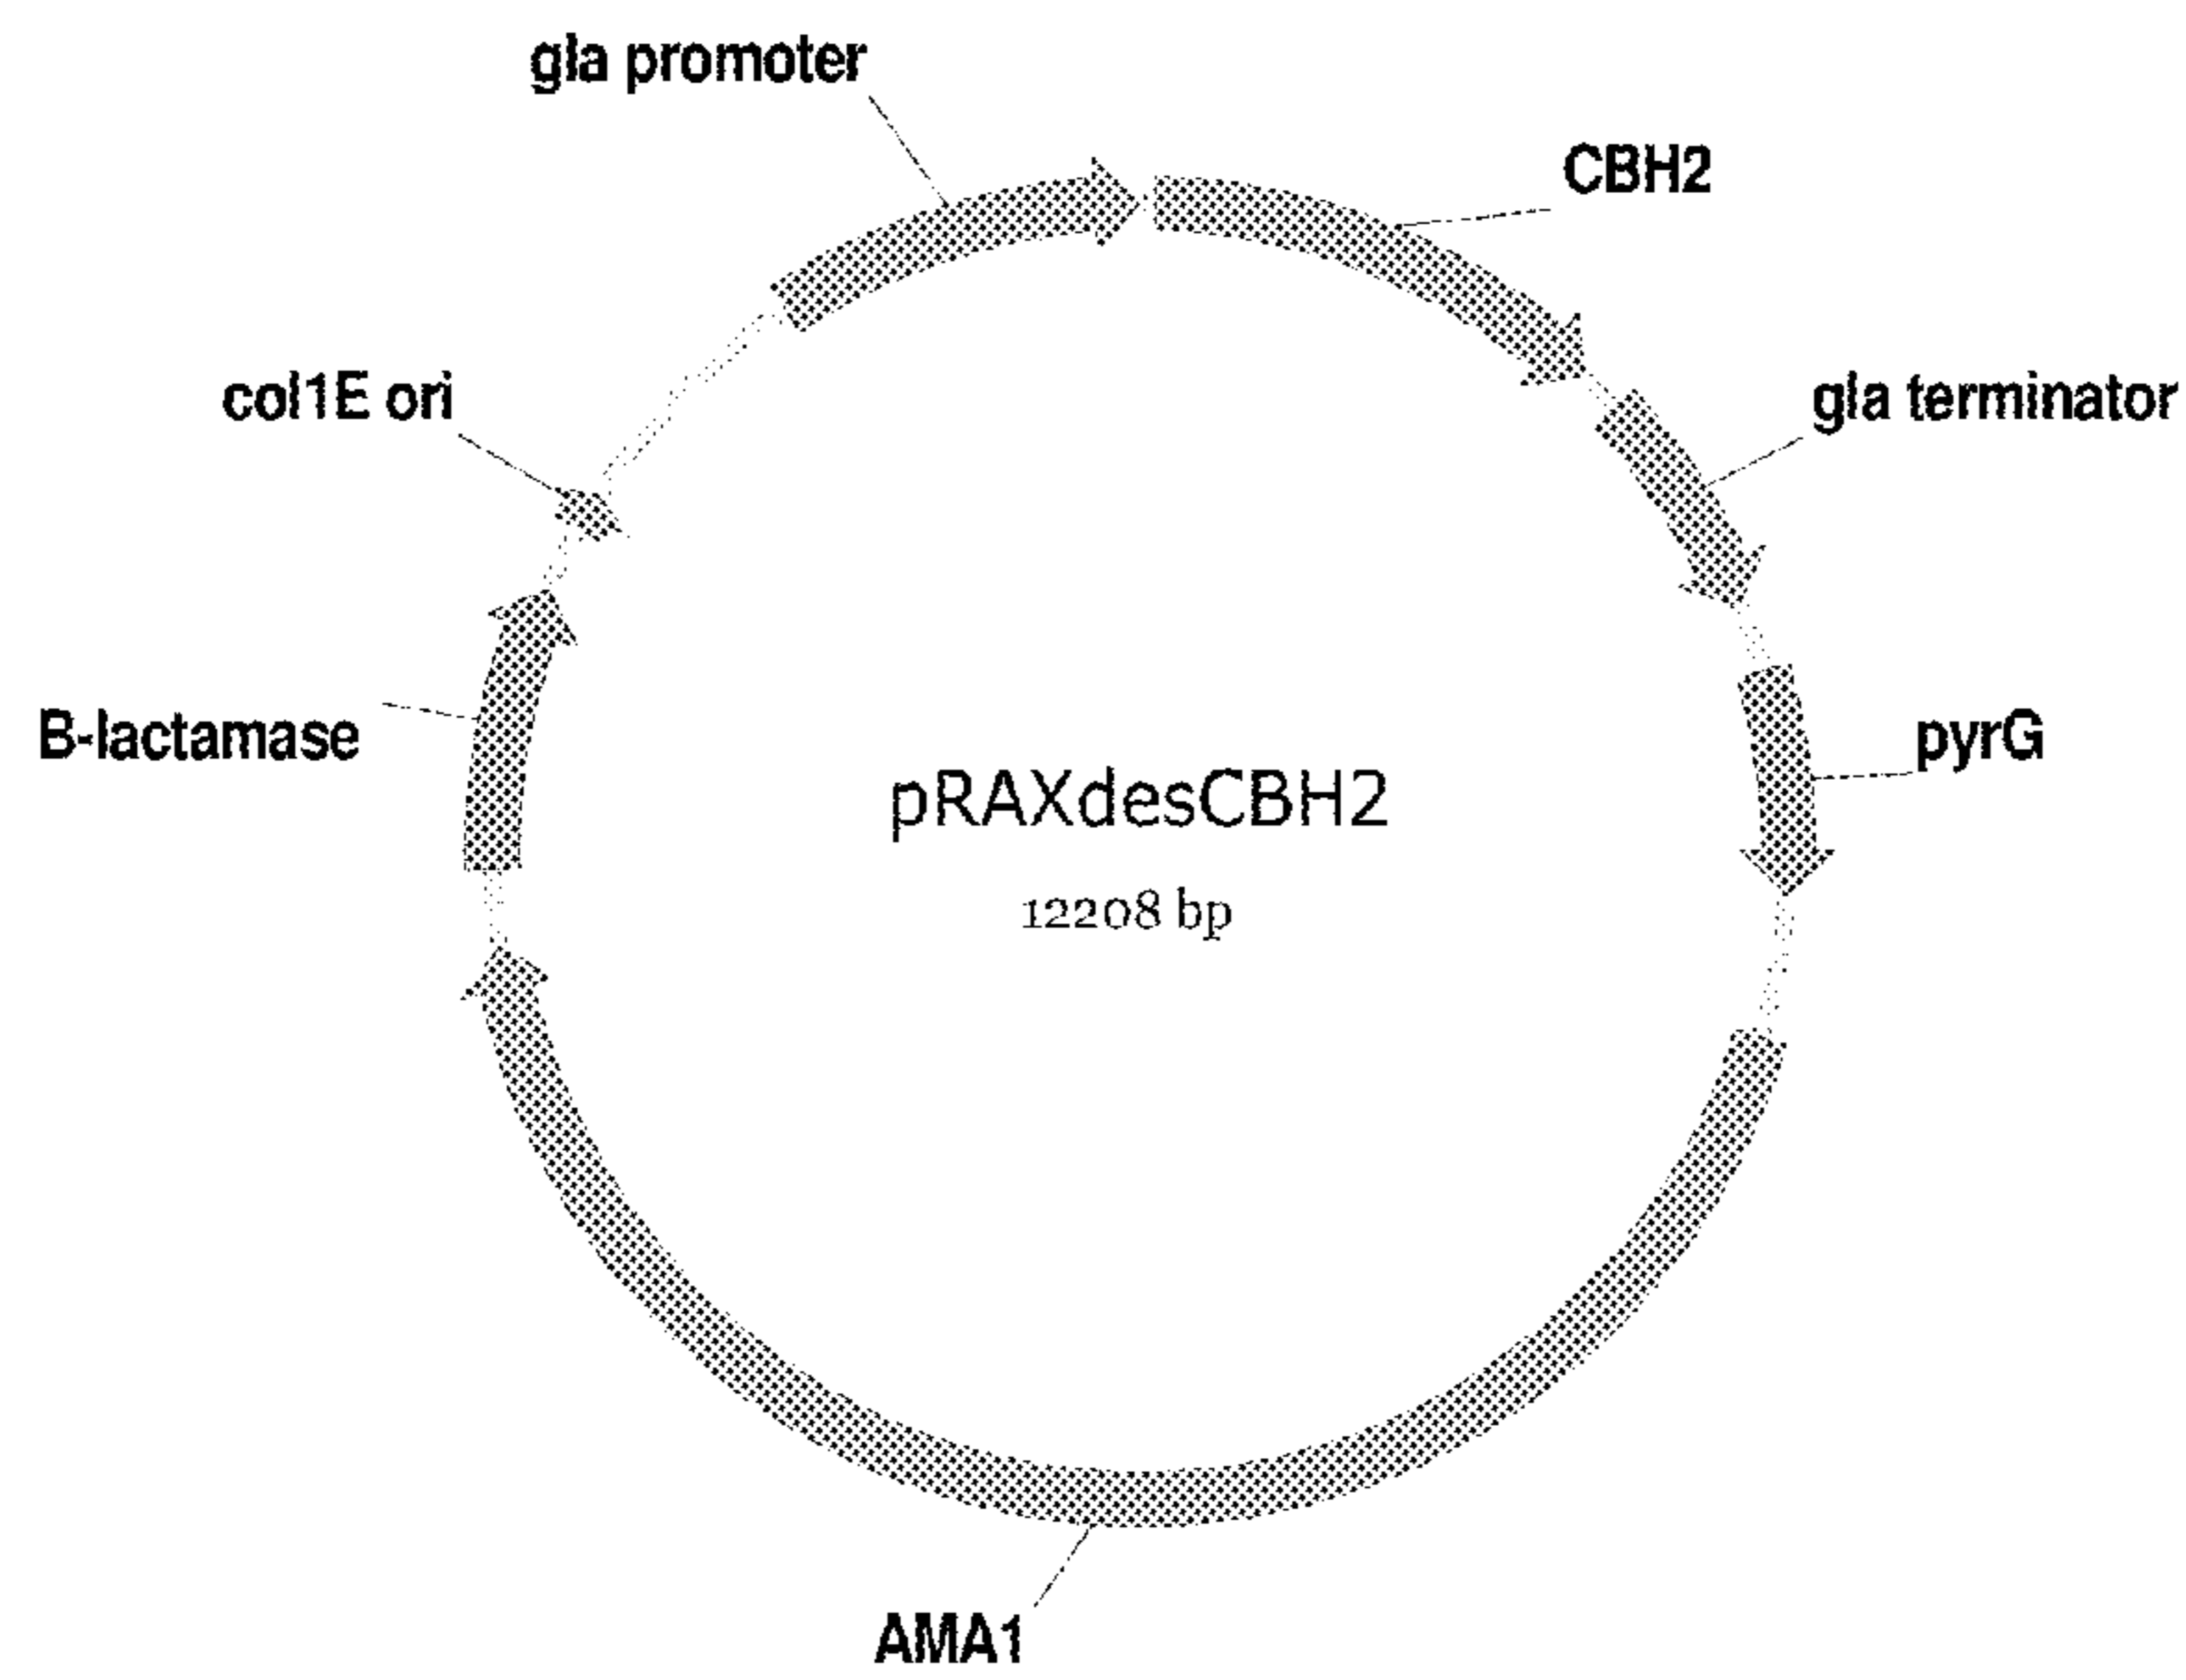 gla promoter
CBH2
col1E ori
gla terminator
B-lactamase
pyrG
pRAXdesCBH2
12208 bp
AMA1